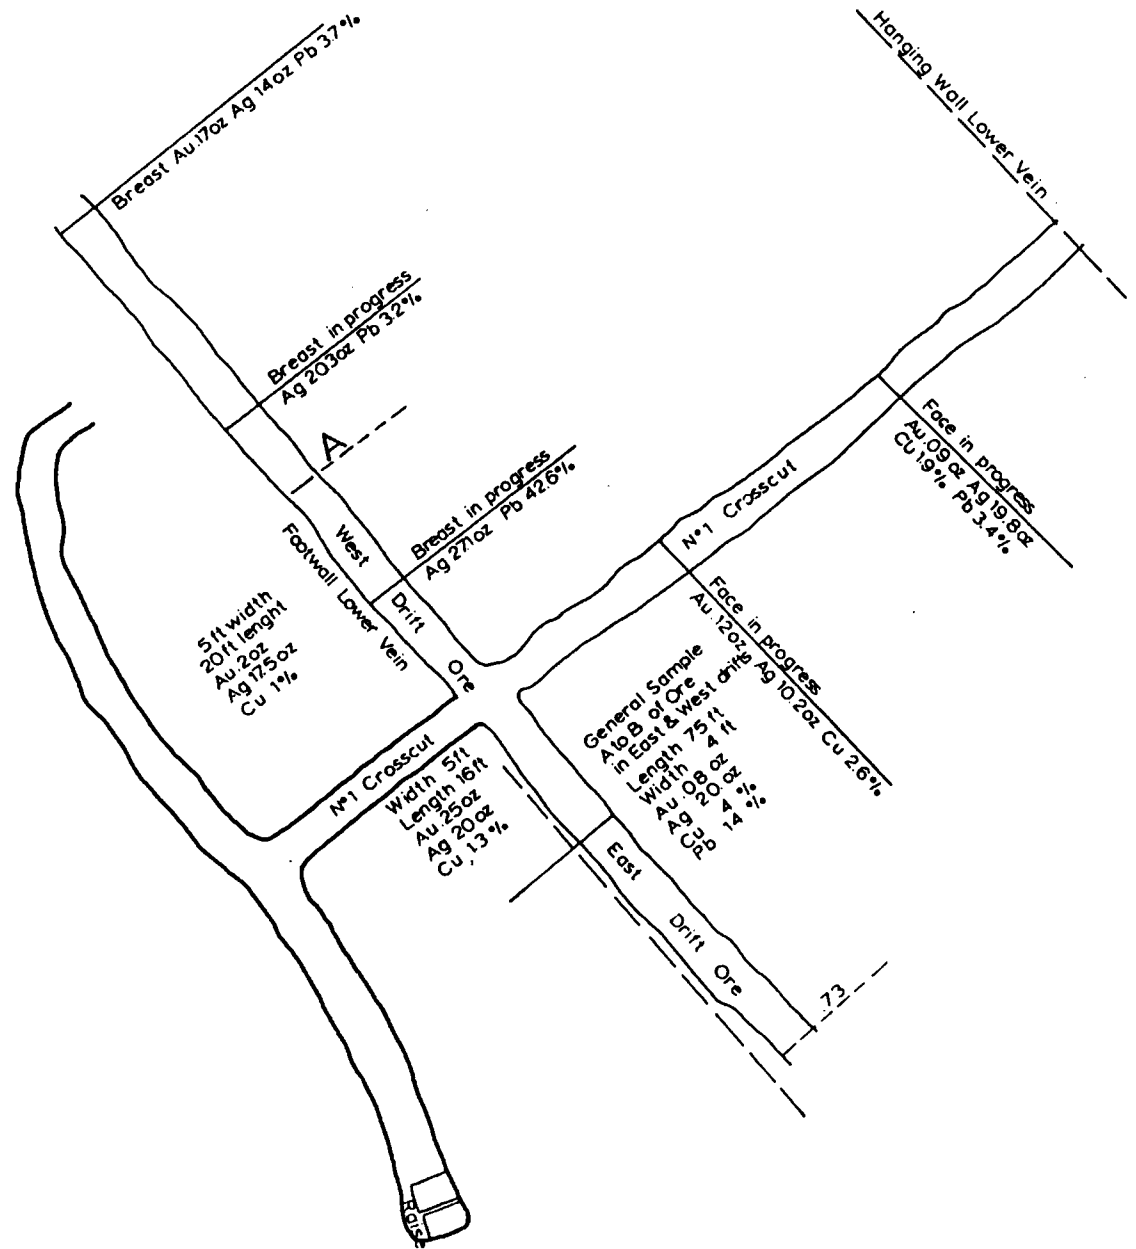 Breast Au.17oz Ag 14oz Pb 3.7%
Hanging Wall Lower Vein
Breast in progress
Ag 20.3oz Pb 3.2%
A
Breast in progress
Ag 27.1oz Pb 42.6%
West Drift Ore
Footwall Lower Vein
5ft width
20ft lenght
Au.2oz
Ag 17.5oz
Cu 1%
Nº1 Crosscut
Face in progress
Au.09oz Ag 19.8oz
Cu 1.9% Pb 3.4%
Face in progress
Au.12oz Ag 10.2oz Cu 2.6%
General Sample
A to B of Ore
in East & West drifts
Length 75 ft
Width 4 ft
Au .08 oz
Ag 20 oz
Cu 4 %
Pb 14 %
Nº1 Crosscut
Width 5ft
Length 16ft
Au .25oz
Ag 20oz
Cu 1.3%
East Drift Ore
.73
Raise